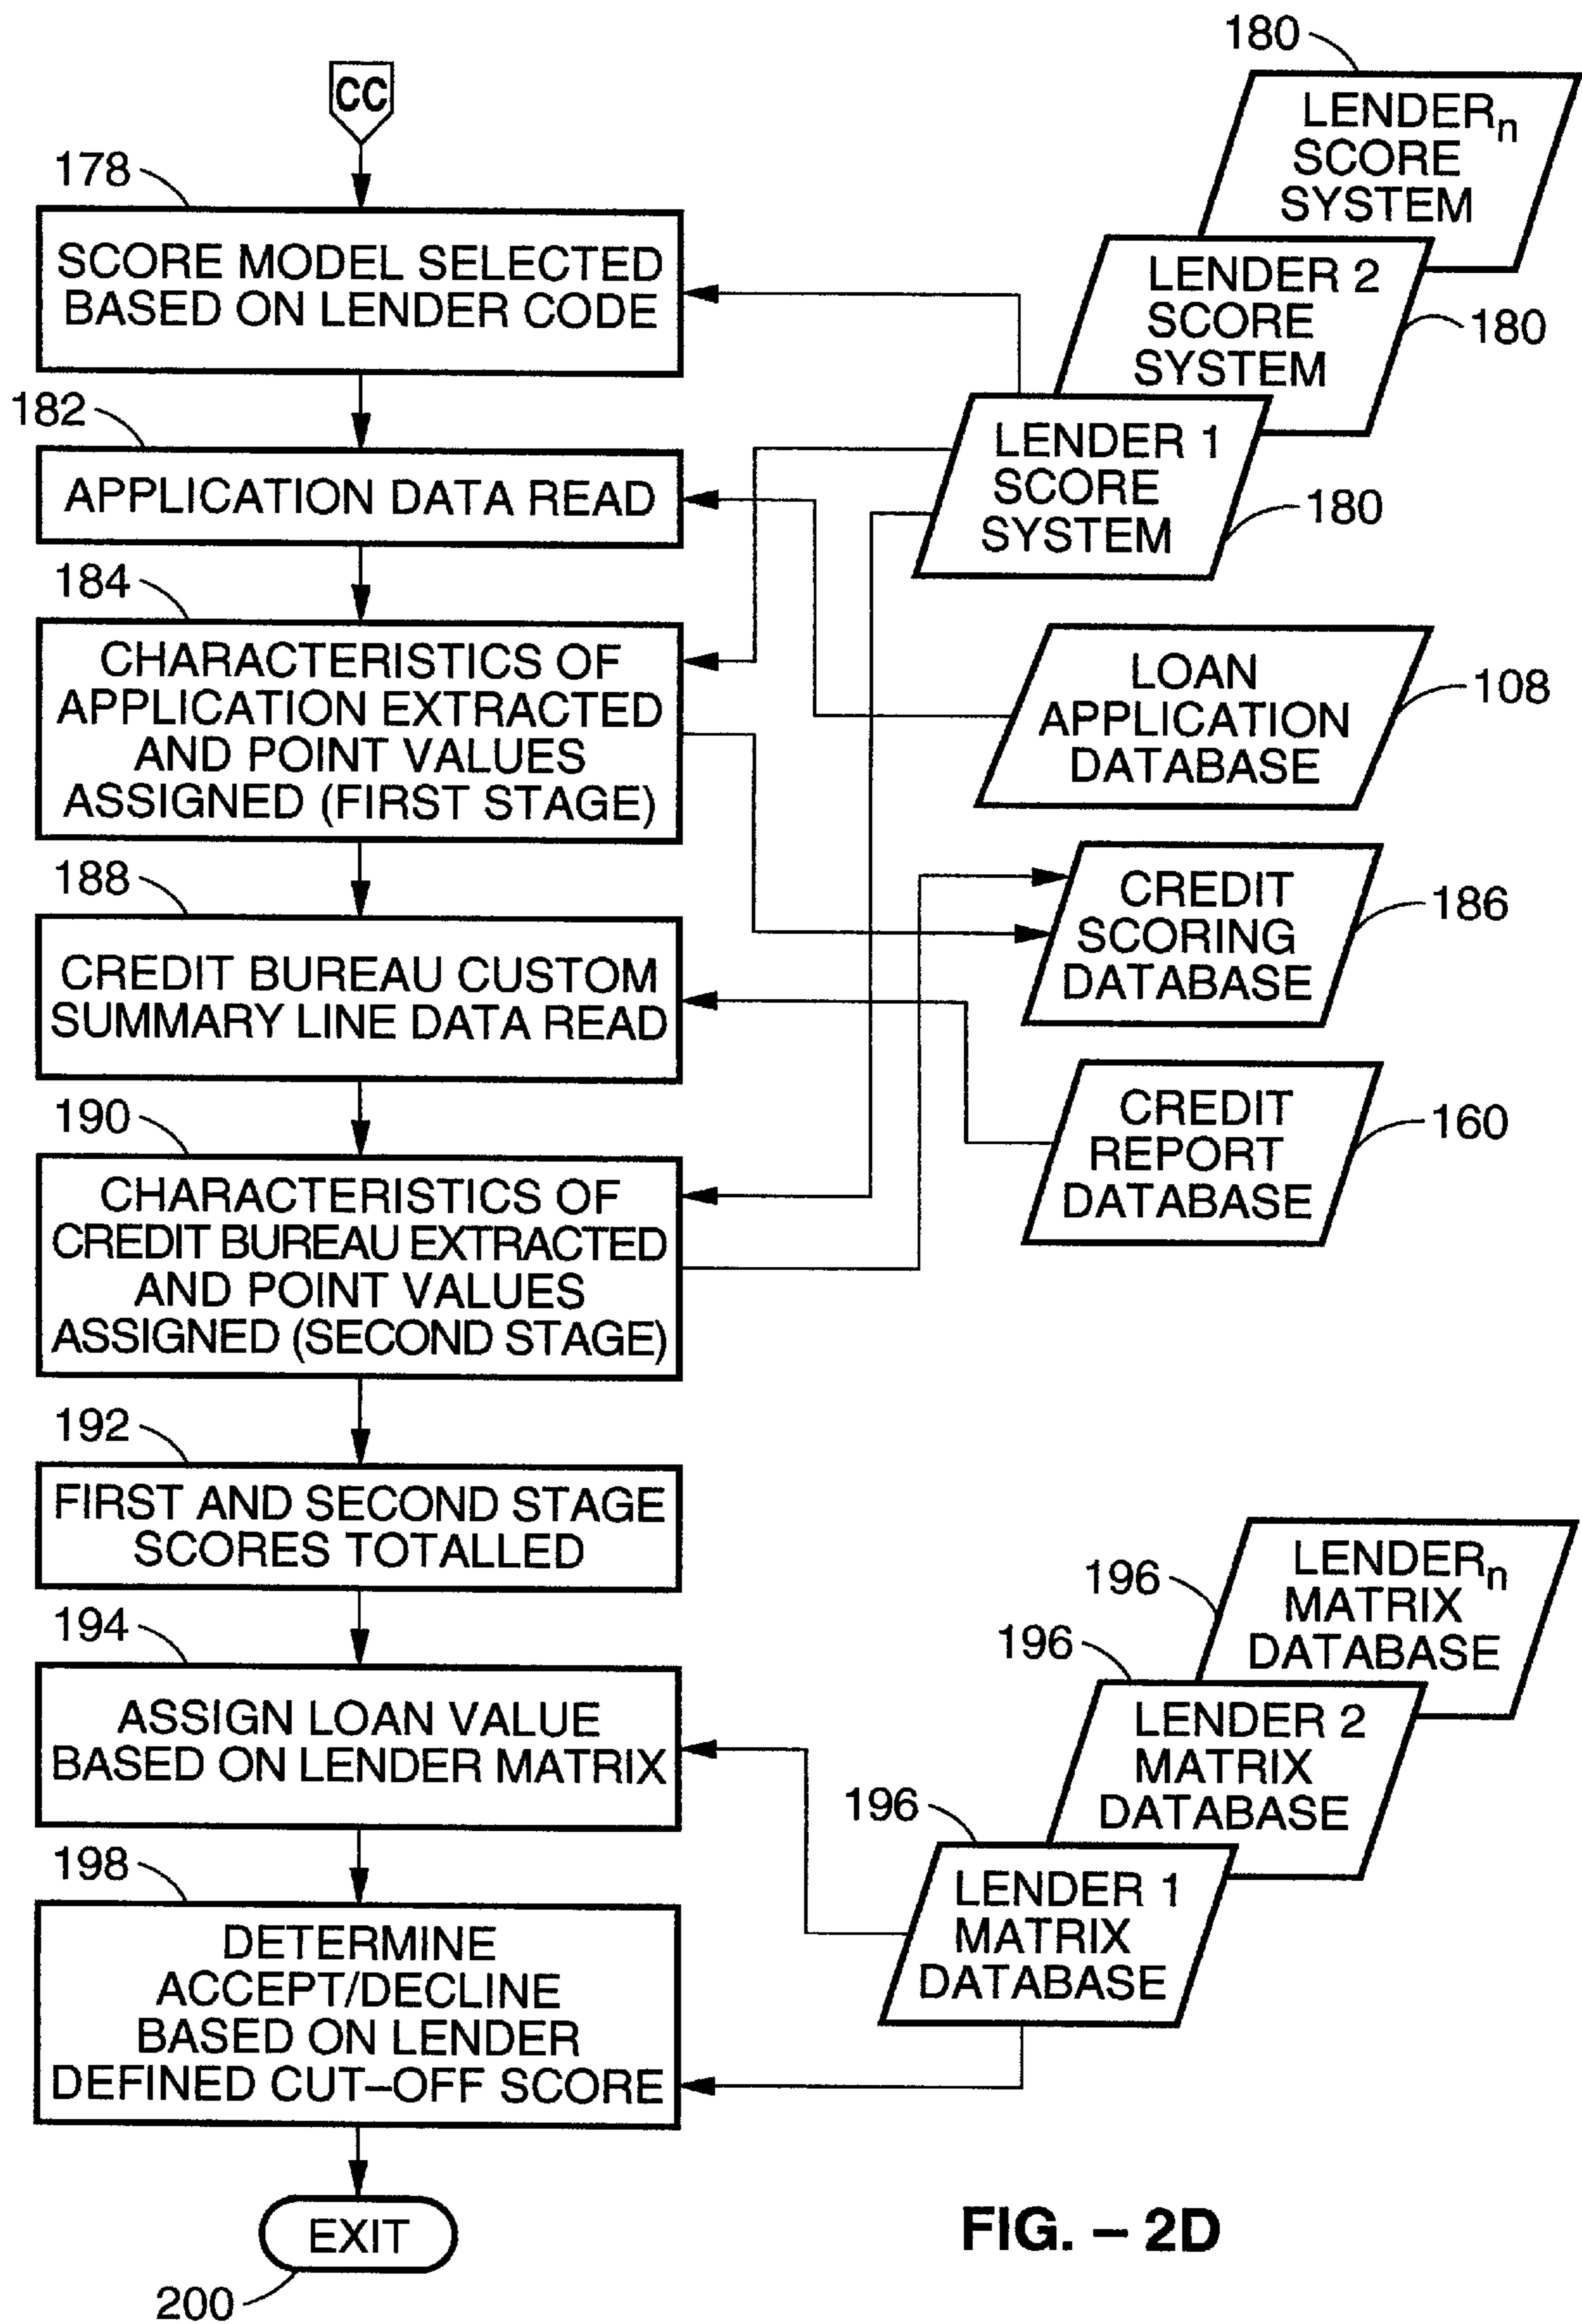 CC
178
SCORE MODEL SELECTED
BASED ON LENDER CODE
182
APPLICATION DATA READ
184
CHARACTERISTICS OF
APPLICATION EXTRACTED
AND POINT VALUES
ASSIGNED (FIRST STAGE)
188
CREDIT BUREAU CUSTOM
SUMMARY LINE DATA READ
190
CHARACTERISTICS OF
CREDIT BUREAU EXTRACTED
AND POINT VALUES
ASSIGNED (SECOND STAGE)
192
FIRST AND SECOND STAGE
SCORES TOTALLED
194
ASSIGN LOAN VALUE
BASED ON LENDER MATRIX
198
DETERMINE
ACCEPT/DECLINE
BASED ON LENDER
DEFINED CUT–OFF SCORE
EXIT
200
180
LENDERn
SCORE
SYSTEM
LENDER 2
SCORE
SYSTEM
180
LENDER 1
SCORE
SYSTEM
180
LOAN
APPLICATION
DATABASE
108
CREDIT
SCORING
DATABASE
186
CREDIT
REPORT
DATABASE
160
196
LENDERn
MATRIX
DATABASE
196
LENDER 2
MATRIX
DATABASE
196
LENDER 1
MATRIX
DATABASE
FIG. – 2D